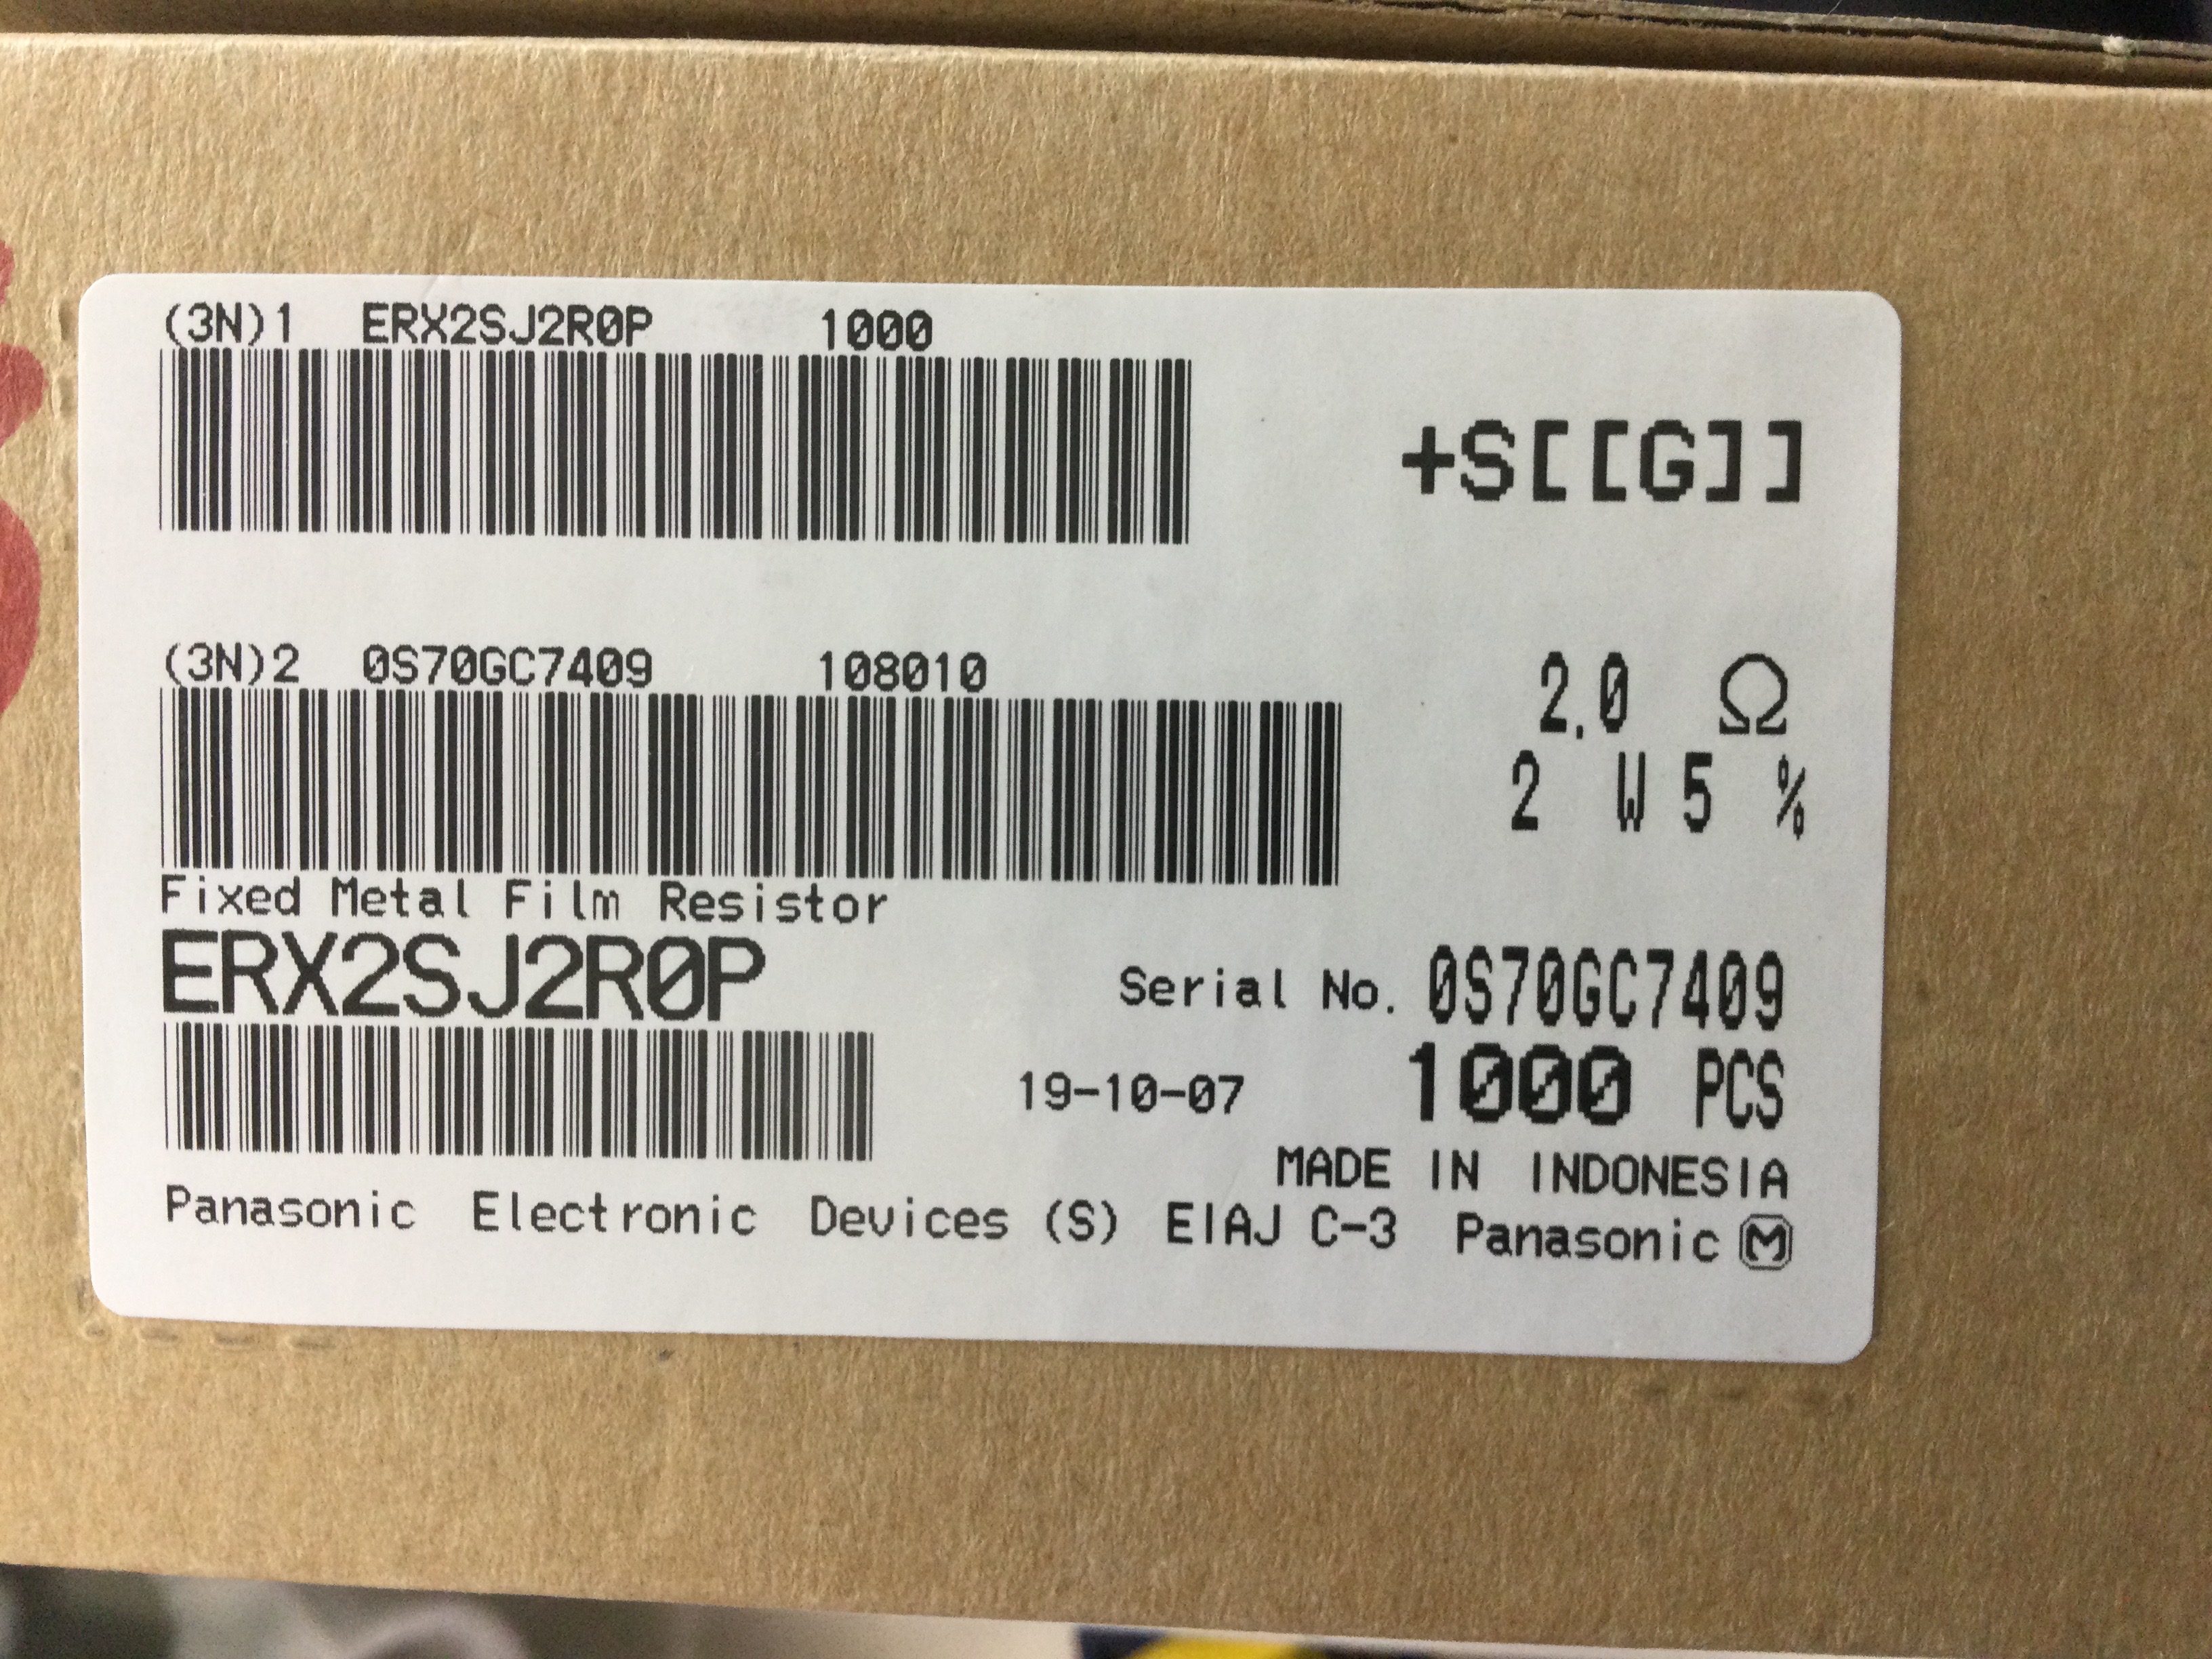 (3N)1 ERX2SJ2R0P 1000
+S[[G]]
(3N)2 0S70GC7409 108010
2.0 Ω
2 W 5 %
Fixed Metal Film Resistor
ERX2SJ2R0P
Serial No. 0S70GC7409
19-10-07 1000 PCS
MADE IN INDONESIA
Panasonic Electronic Devices (S) EIAJ C-3 Panasonic M